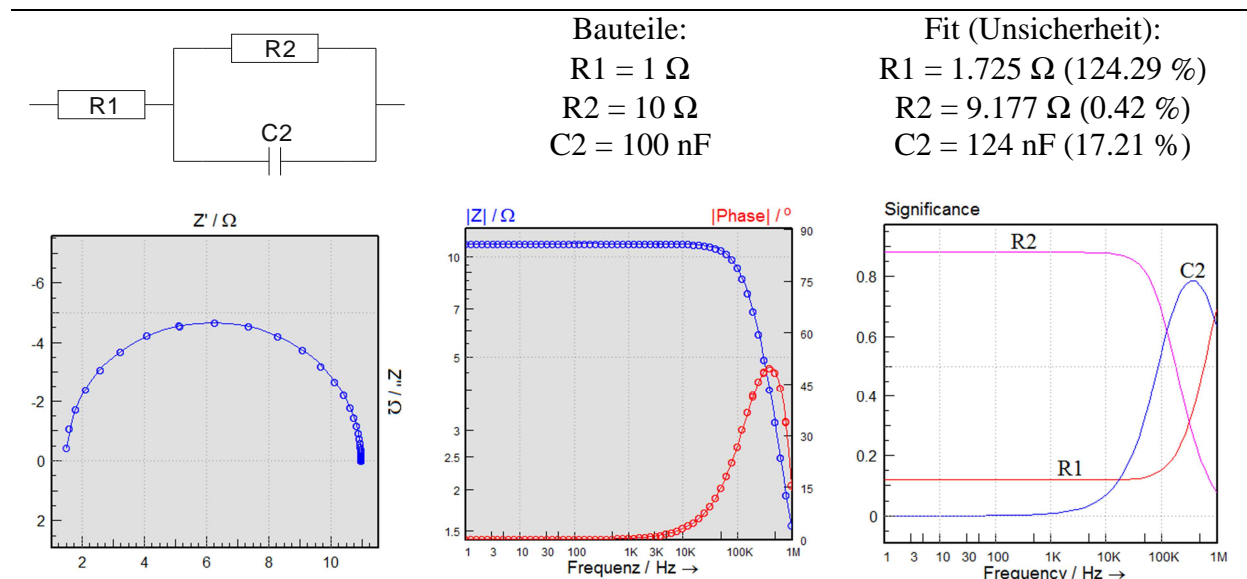 R2
R1
C2
Bauteile:
R1 = 1 Ω
R2 = 10 Ω
C2 = 100 nF
Fit (Unsicherheit):
R1 = 1.725 Ω (124.29 %)
R2 = 9.177 Ω (0.42 %)
C2 = 124 nF (17.21 %)
Z' / Ω
-6
-4
-2
0
2
2 4 6 8 10
Z'' / Ω
|Z| / Ω |Phase| / °
10
7
5
3
2.5
2
1.5
90
75
60
45
30
15
0
1 3 10 30 100 1K 3K 10K 100K 1M
Frequenz / Hz →
Significance
R2
C2
R1
0.8
0.6
0.4
0.2
0
1 3 10 30 100 1K 10K 100K 1M
Frequency / Hz →